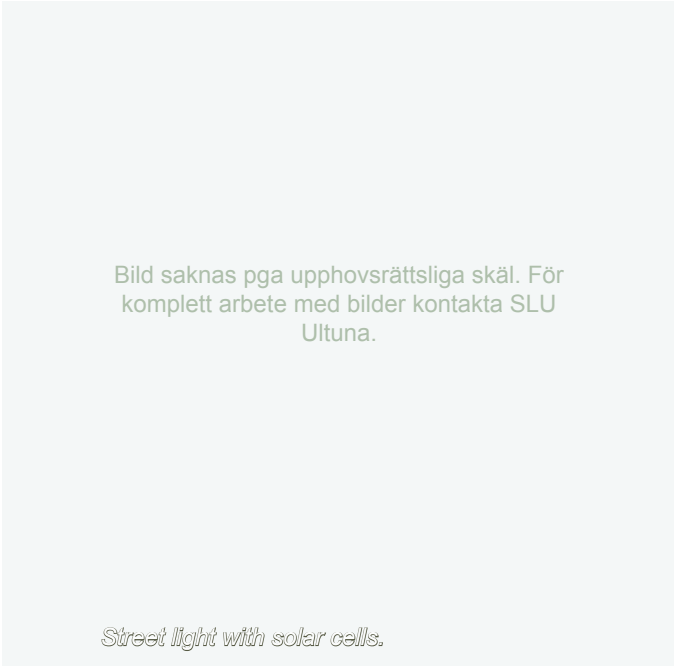 Bild saknas pga upphovsrättsliga skäl. För
komplett arbete med bilder kontakta SLU
Ultuna.
Street light with solar cells.